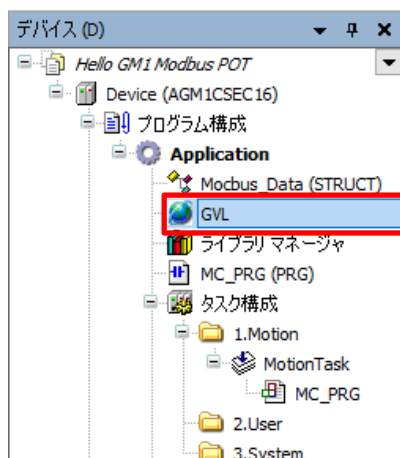 デバイス (D)
Hello GM1 Modbus POT
Device (AGM1CSEC16)
プログラム構成
Application
Mocbus_Data (STRUCT)
GVL
ライブラリ マネージャ
MC_PRG (PRG)
タスク構成
1.Motion
MotionTask
MC_PRG
2.User
3.System